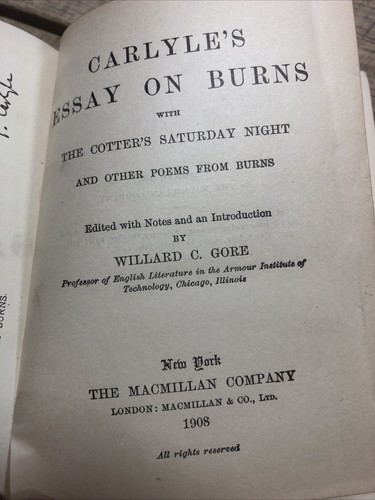 CARLYLE'S
ESSAY ON BURNS
WITH
THE COTTER'S SATURDAY NIGHT
AND OTHER POEMS FROM BURNS
Edited with Notes and an Introduction
BY
WILLARD C. GORE
Professor of English Literature in the Armour Institute of
Technology, Chicago, Illinois
New York
THE MACMILLAN COMPANY
LONDON: MACMILLAN & CO., LTD.
1908
All rights reserved
BURNS.